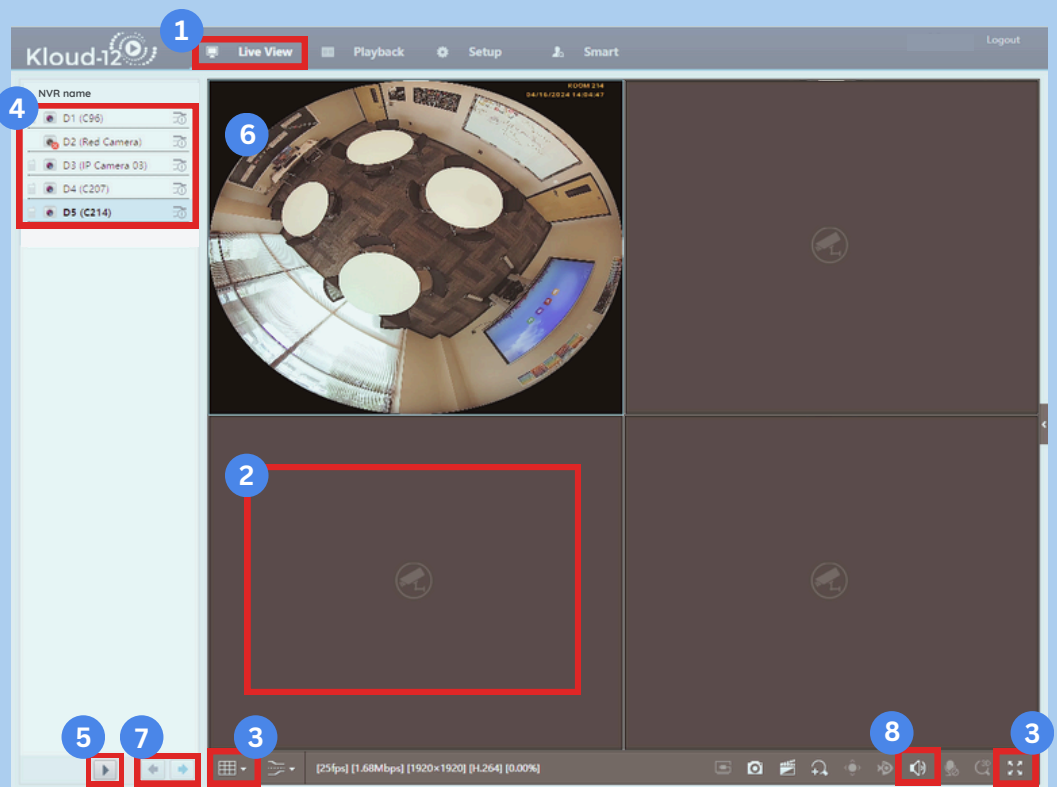 1
Kloud-12
Live View
Playback
Setup
Smart
Logout
NVR name
4
D1 (C96)
D2 (Red Camera)
D3 (IP Camera 03)
D4 (C207)
D5 (C214)
6
ROOM 214
04/16/2024 14:04:47
2
5
7
3
8
3
[25fps] [1.68Mbps] [1920×1920] [H.264] [0.00%]